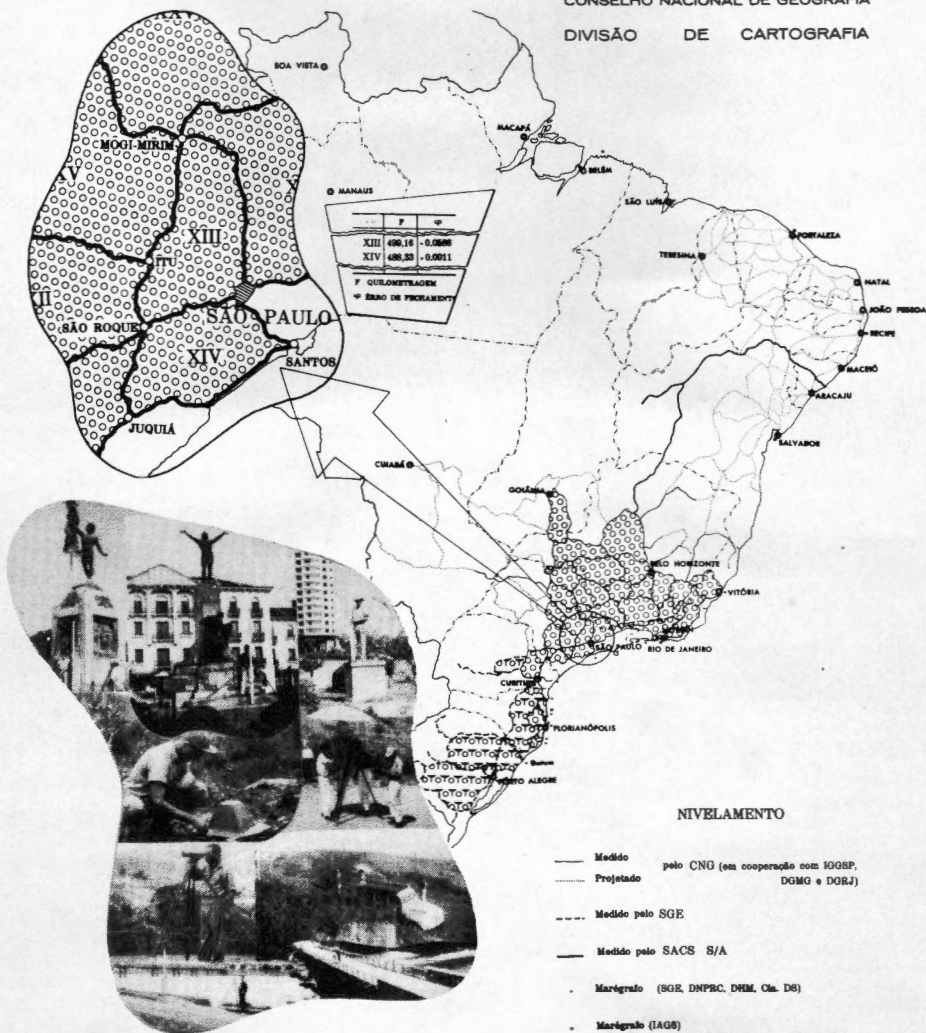 CONSELHO NACIONAL DE GEOGRAFIA
DIVISÃO DE CARTOGRAFIA
BOA VISTA
MACAPÁ
MOGI-MIRIM
BELÉM
MANAUS
SÃO LUÍS
XV
X
F φ
XIII 499,16 - 0.0566
XIV 488,33 - 0.0011
F QUILOMETRAGEM
φ ÊRRO DE FECHAMENTO
FORTALEZA
TERESINA
XIII
ITU
NATAL
XII
JOÃO PESSOA
SÃO ROQUE
SÃO PAULO
RECIFE
XIV
SANTOS
MACEIÓ
ARACAJU
JUQUIÁ
SALVADOR
CUIABÁ
GOIÂNIA
BELO HORIZONTE
VITÓRIA
SÃO PAULO
RIO DE JANEIRO
CURITIBA
FLORIANÓPOLIS
PORTO ALEGRE
NIVELAMENTO
Medido pelo CNG (em cooperação com IGGSP,
Projetado DGMG e DGRJ)
Medido pelo SGE
Medido pelo SACS S/A
Marégrafo (SGE, DNPRC, DHM, Cia. DS)
Marégrafo (IAGS)